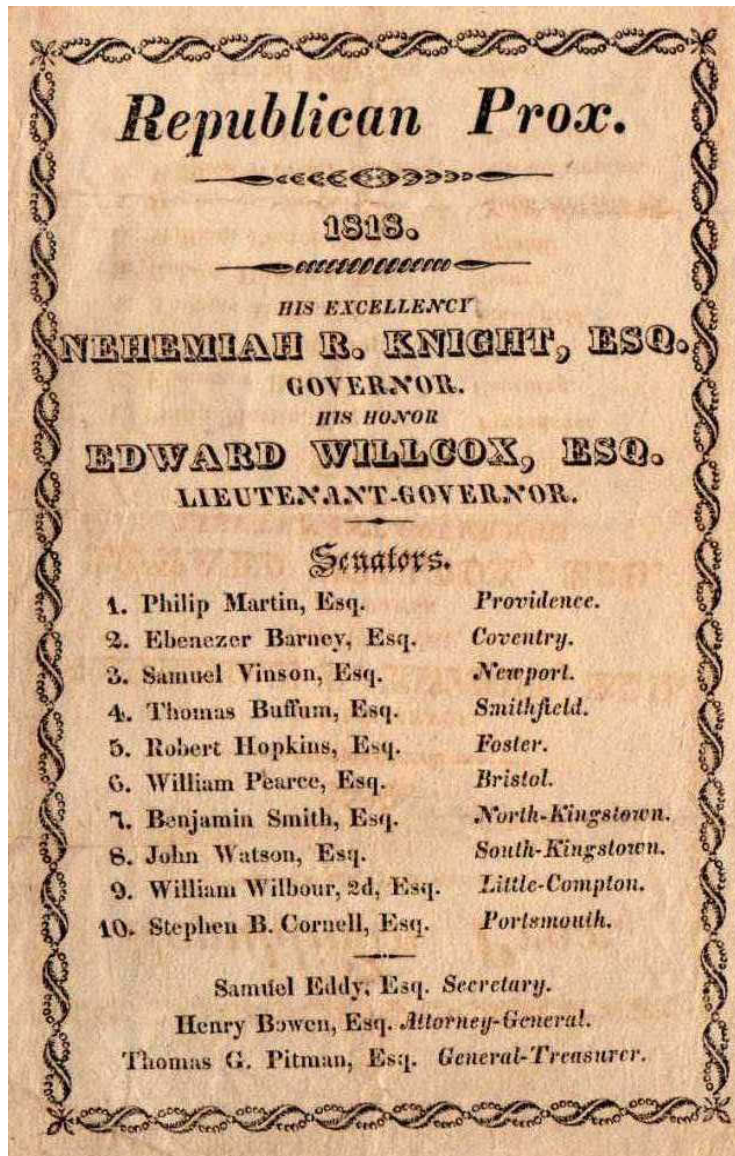 Republican Prox.
1818.
HIS EXCELLENCY
NEHEMIAH R. KNIGHT, ESQ.
GOVERNOR.
HIS HONOR
EDWARD WILLCOX, ESQ.
LIEUTENANT-GOVERNOR.
Senators.
1. Philip Martin, Esq. Providence.
2. Ebenezer Barney, Esq. Coventry.
3. Samuel Vinson, Esq. Newport.
4. Thomas Buffum, Esq. Smithfield.
5. Robert Hopkins, Esq. Foster.
6. William Pearce, Esq. Bristol.
7. Benjamin Smith, Esq. North-Kingstown.
8. John Watson, Esq. South-Kingstown.
9. William Wilbour, 2d, Esq. Little-Compton.
10. Stephen B. Cornell, Esq. Portsmouth.
Samuel Eddy, Esq. Secretary.
Henry Bowen, Esq. Attorney-General.
Thomas G. Pitman, Esq. General-Treasurer.